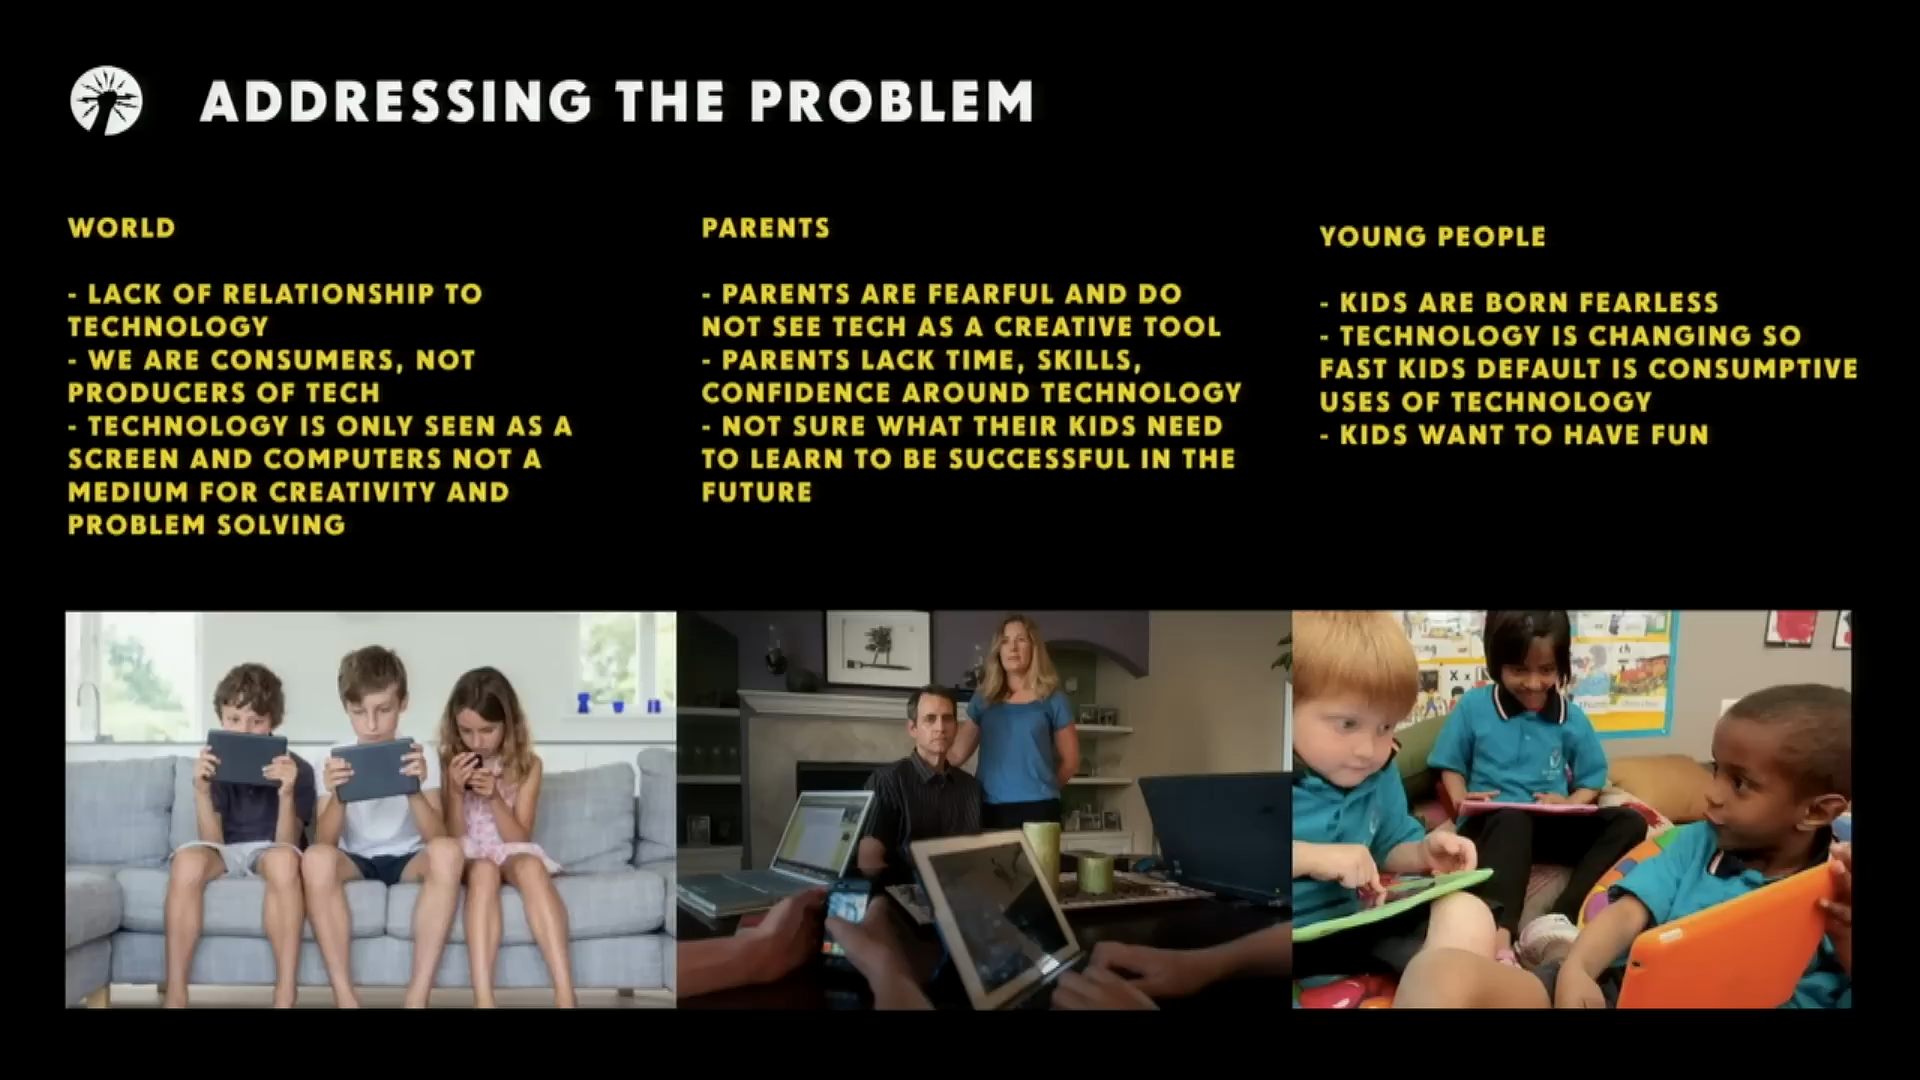 ADDRESSING THE PROBLEM
WORLD
- LACK OF RELATIONSHIP TO
TECHNOLOGY
- WE ARE CONSUMERS, NOT
PRODUCERS OF TECH
- TECHNOLOGY IS ONLY SEEN AS A
SCREEN AND COMPUTERS NOT A
MEDIUM FOR CREATIVITY AND
PROBLEM SOLVING
PARENTS
- PARENTS ARE FEARFUL AND DO
NOT SEE TECH AS A CREATIVE TOOL
- PARENTS LACK TIME, SKILLS,
CONFIDENCE AROUND TECHNOLOGY
- NOT SURE WHAT THEIR KIDS NEED
TO LEARN TO BE SUCCESSFUL IN THE
FUTURE
YOUNG PEOPLE
- KIDS ARE BORN FEARLESS
- TECHNOLOGY IS CHANGING SO
FAST KIDS DEFAULT IS CONSUMPTIVE
USES OF TECHNOLOGY
- KIDS WANT TO HAVE FUN
ch
X x